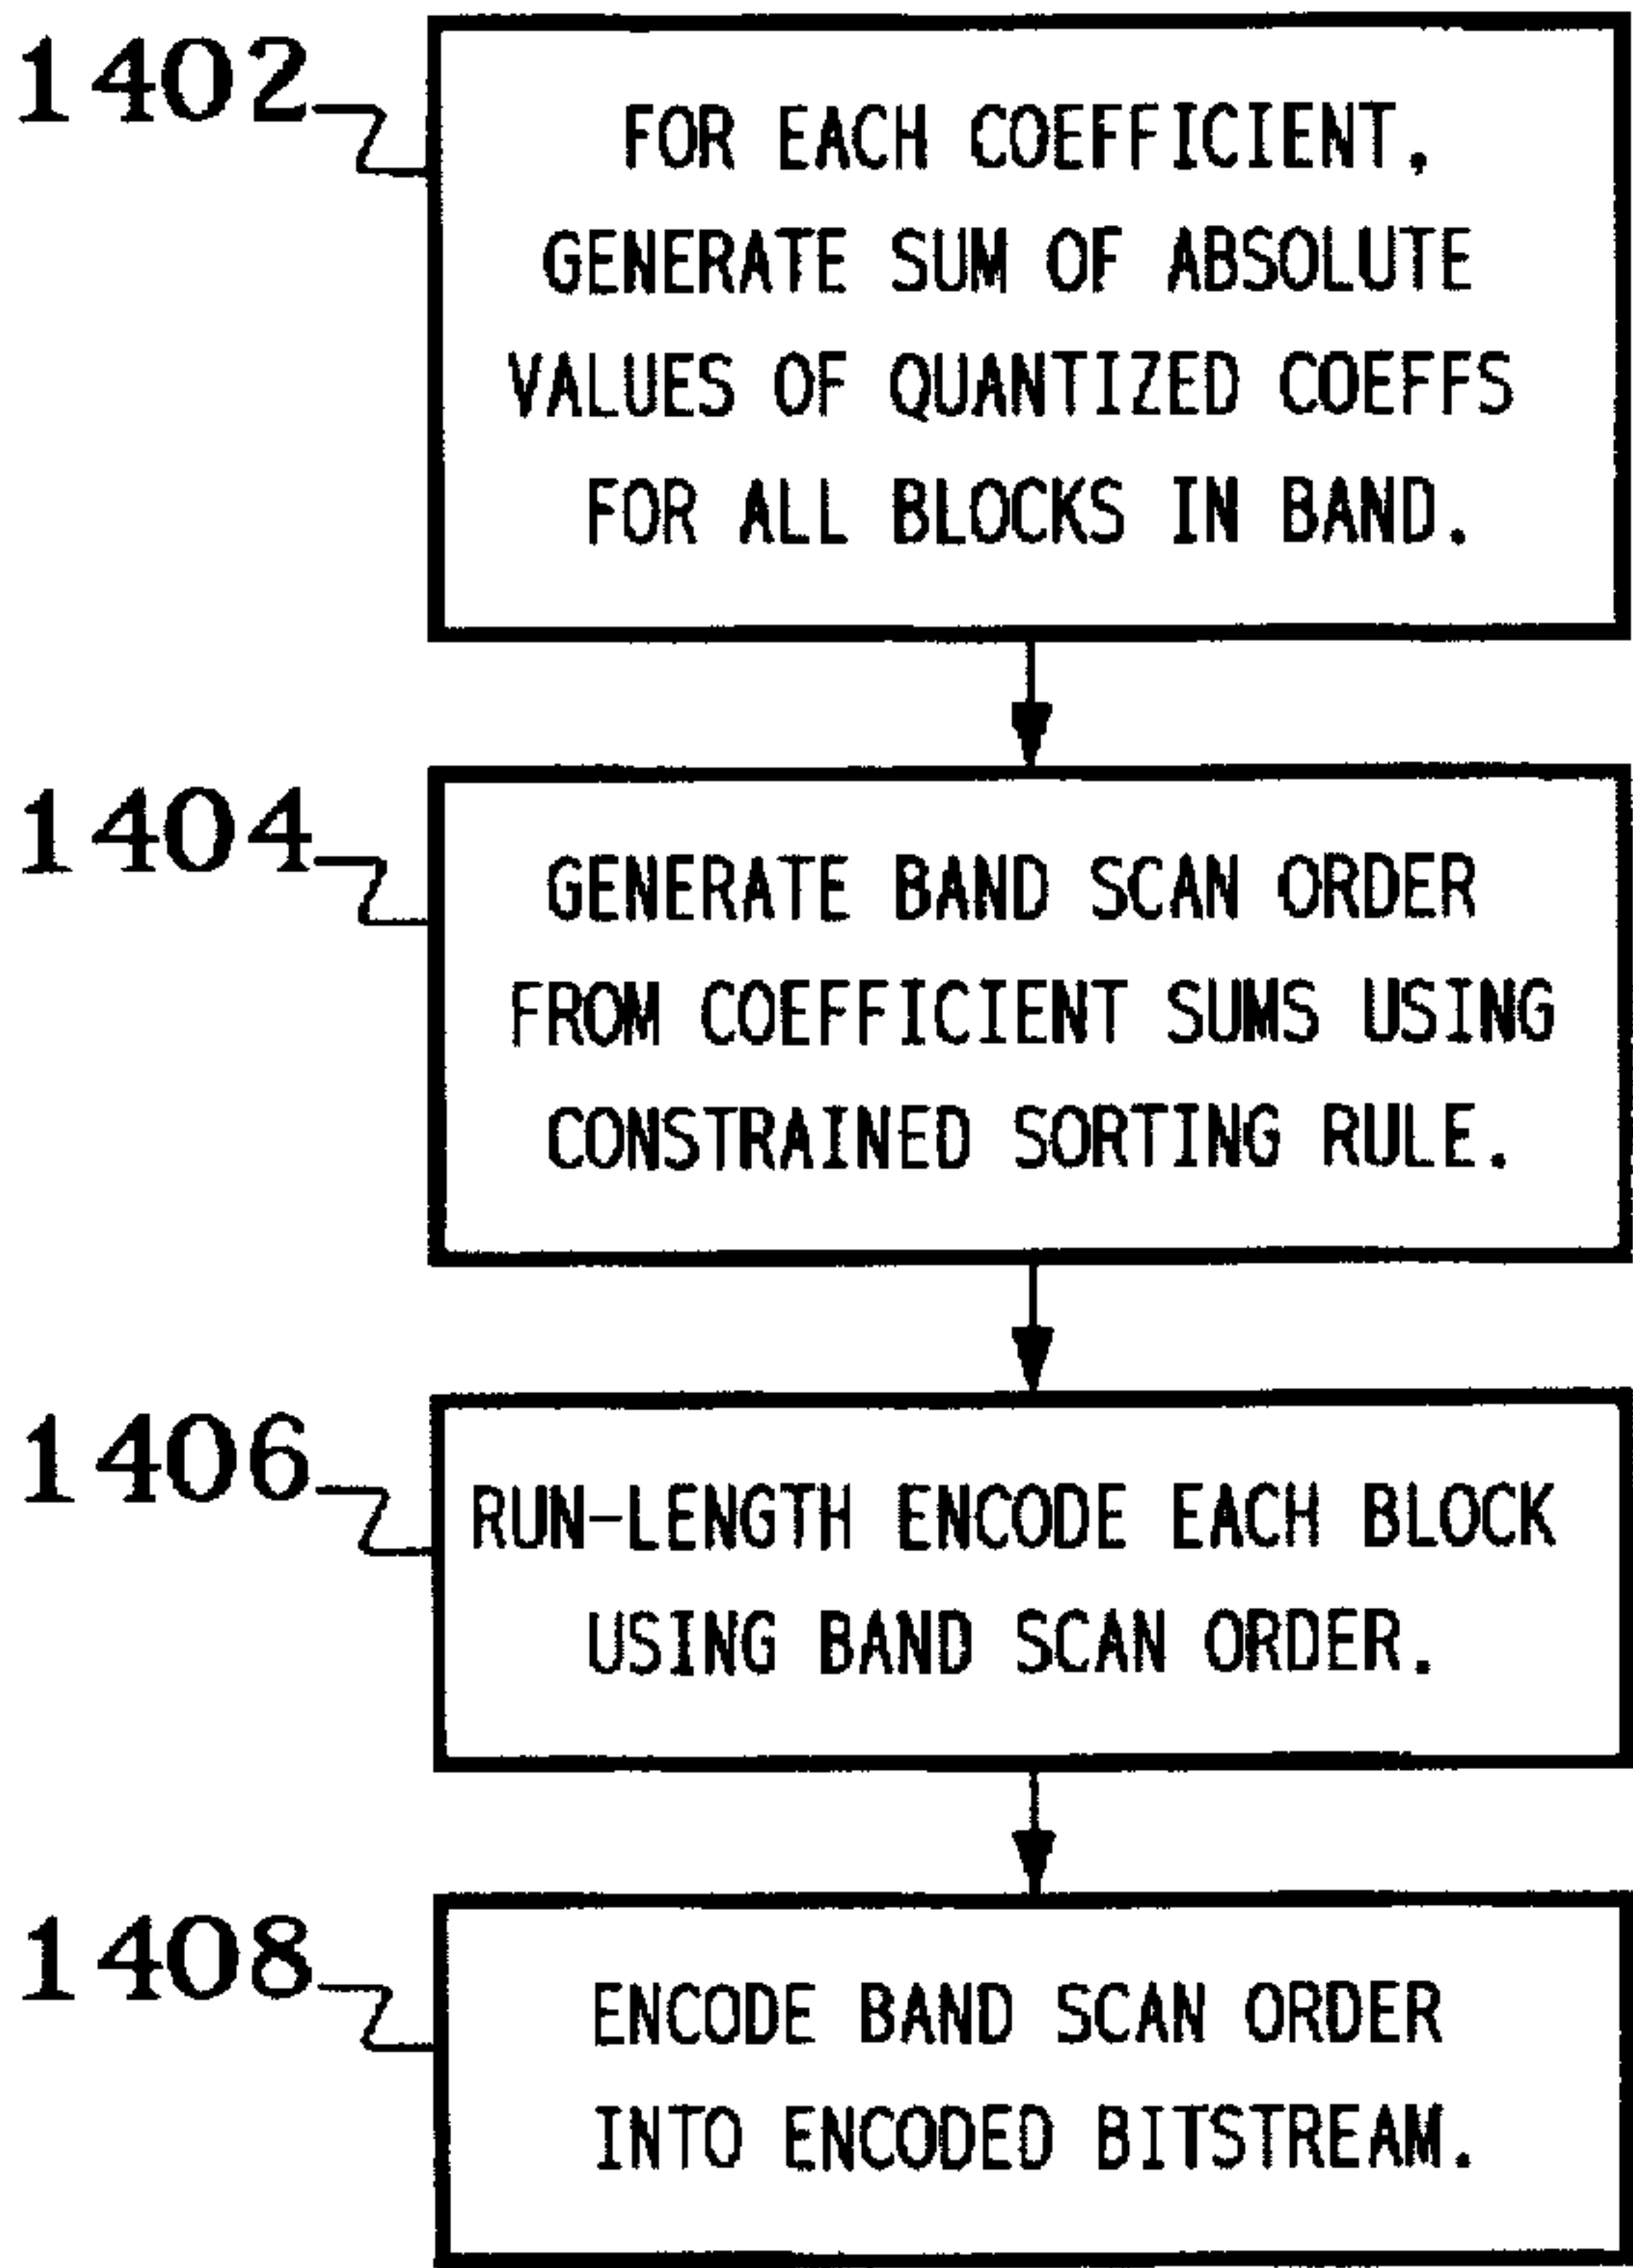 1402
FOR EACH COEFFICIENT,
GENERATE SUM OF ABSOLUTE
VALUES OF QUANTIZED COEFFS
FOR ALL BLOCKS IN BAND.
1404
GENERATE BAND SCAN ORDER
FROM COEFFICIENT SUMS USING
CONSTRAINED SORTING RULE.
1406
RUN-LENGTH ENCODE EACH BLOCK
USING BAND SCAN ORDER.
1408
ENCODE BAND SCAN ORDER
INTO ENCODED BITSTREAM.